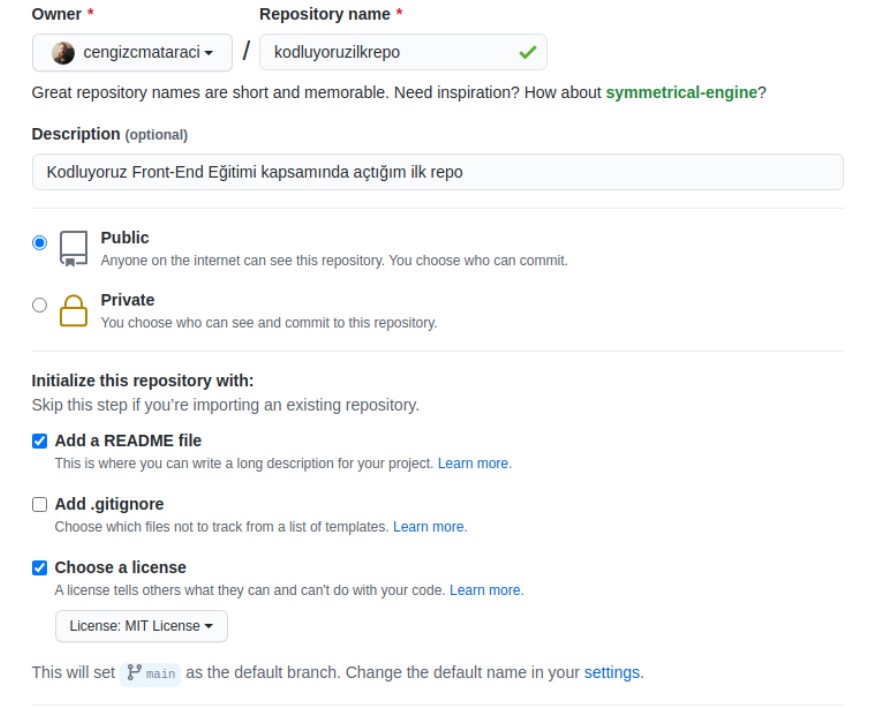 Owner * Repository name *
cengizcmataraci / kodluyoruzilkrepo
Great repository names are short and memorable. Need inspiration? How about symmetrical-engine?
Description (optional)
Kodluyoruz Front-End Eğitimi kapsamında açtığım ilk repo
Public
Anyone on the internet can see this repository. You choose who can commit.
Private
You choose who can see and commit to this repository.
Initialize this repository with:
Skip this step if you’re importing an existing repository.
Add a README file
This is where you can write a long description for your project. Learn more.
Add .gitignore
Choose which files not to track from a list of templates. Learn more.
Choose a license
A license tells others what they can and can't do with your code. Learn more.
License: MIT License
This will set main as the default branch. Change the default name in your settings.